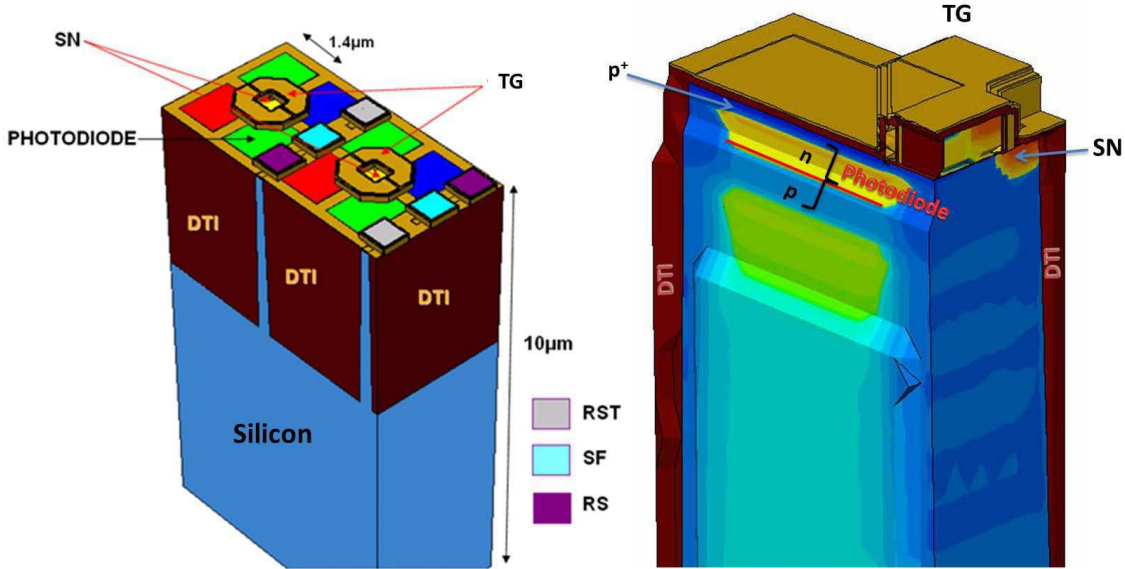 SN
1.4μm
TG
PHOTODIODE
DTI
DTI
DTI
10μm
Silicon
RST
SF
RS
TG
p+
SN
n
p
Photodiode
DTI
DTI